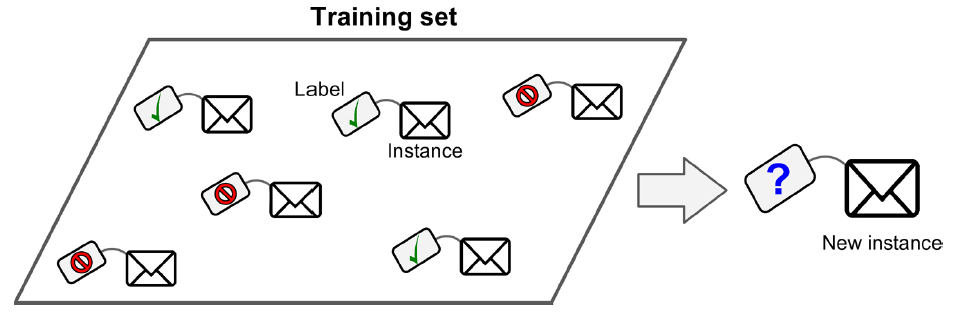 Training set
Label
Instance
?
New instance